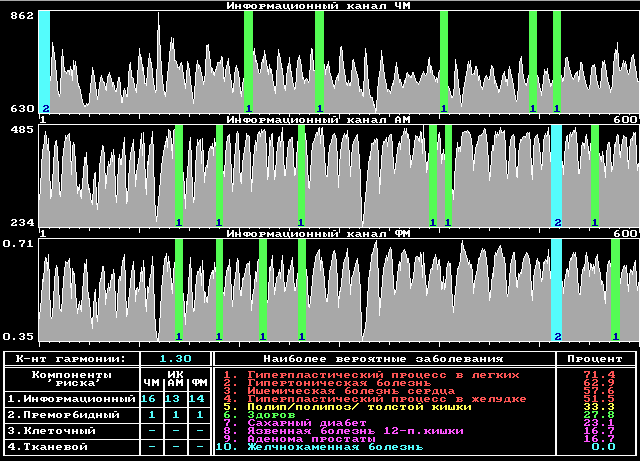 Информационный канал ЧМ
862
630
2 1 1 1 1 1
1 Информационный канал АМ 600
485
234
1 1 1 1 1 2 1
1 Информационный канал ФМ 600
0.71
0.35
1 1 1 1 2 1
К-нт гармонии: 1.30 Наиболее вероятные заболевания Процент
Компоненты 'риска' ИК ЧМ АМ ФМ
1.Информационный 16 13 14
2.Преморбидный 1 1 1
3.Клеточный - - -
4.Тканевой - - -
1. Гиперпластический процесс в легких 71.4
2. Гипертоническая болезнь 62.9
3. Ишемическая болезнь сердца 57.6
4. Гиперпластический процесс в желудке 51.5
5. Полип/полипоз/ толстой кишки 33.3
6. Здоров 27.8
7. Сахарный диабет 23.1
8. Язвенная болезнь 12-п.кишки 16.7
9. Аденома простаты 16.7
10. Желчнокаменная болезнь 0.0